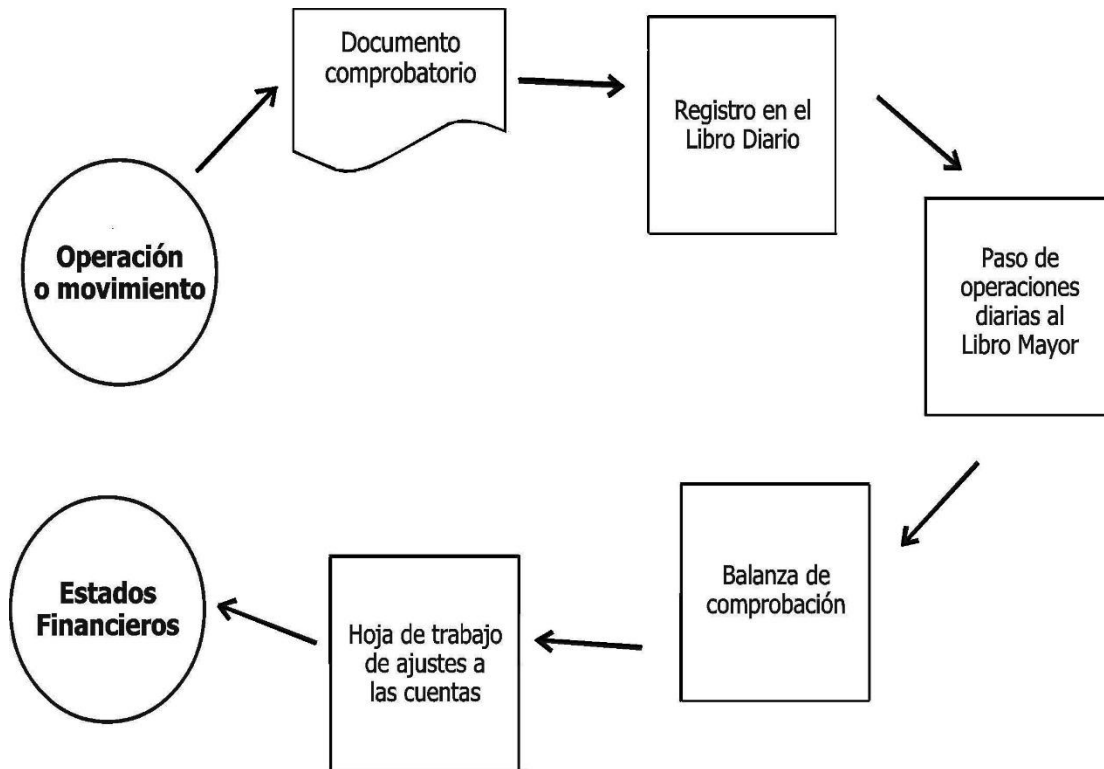 Documento
comprobatorio
Registro en el
Libro Diario
Operación
o movimiento
Paso de
operaciones
diarias al
Libro Mayor
Balanza de
comprobación
Hoja de trabajo
de ajustes a
las cuentas
Estados
Financieros